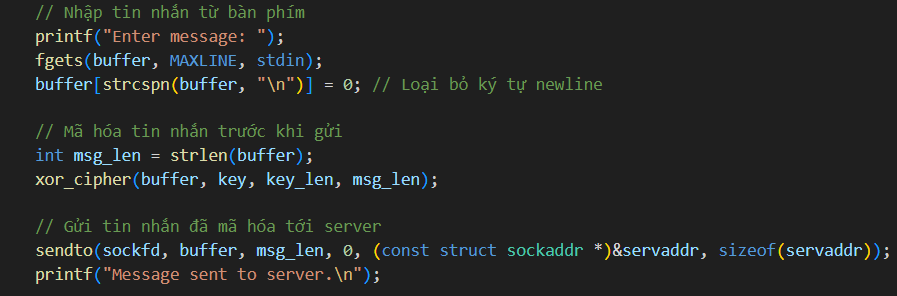 // Nhập tin nhắn từ bàn phím
printf("Enter message: ");
fgets(buffer, MAXLINE, stdin);
buffer[strcspn(buffer, "\n")] = 0; // Loại bỏ ký tự newline
// Mã hóa tin nhắn trước khi gửi
int msg_len = strlen(buffer);
xor_cipher(buffer, key, key_len, msg_len);
// Gửi tin nhắn đã mã hóa tới server
sendto(sockfd, buffer, msg_len, 0, (const struct sockaddr *)&servaddr, sizeof(servaddr));
printf("Message sent to server.\n");